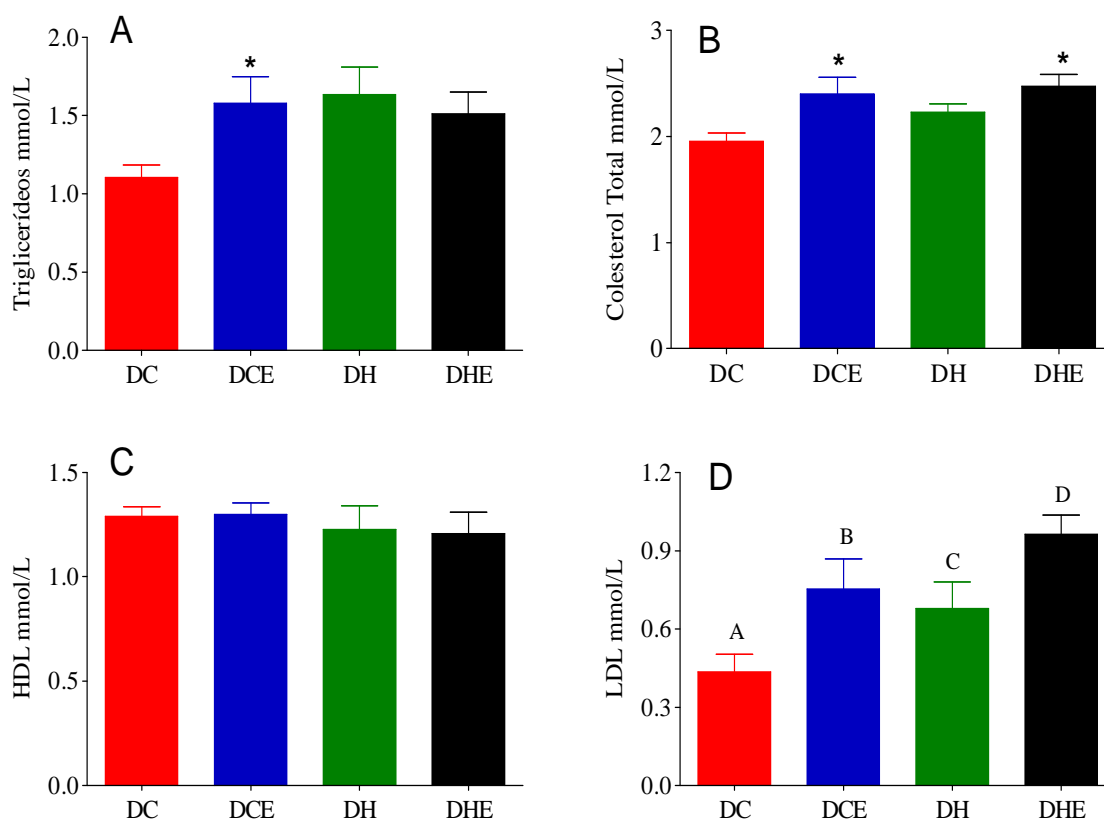 A
Triglicerídeos mmol/L
2.0
1.5
1.0
0.5
0.0
*
DC DCE DH DHE
B
Colesterol Total mmol/L
3
2
1
0
* *
DC DCE DH DHE
C
HDL mmol/L
1.5
1.0
0.5
0.0
DC DCE DH DHE
D
LDL mmol/L
1.2
0.9
0.6
0.3
0.0
A B C D
DC DCE DH DHE